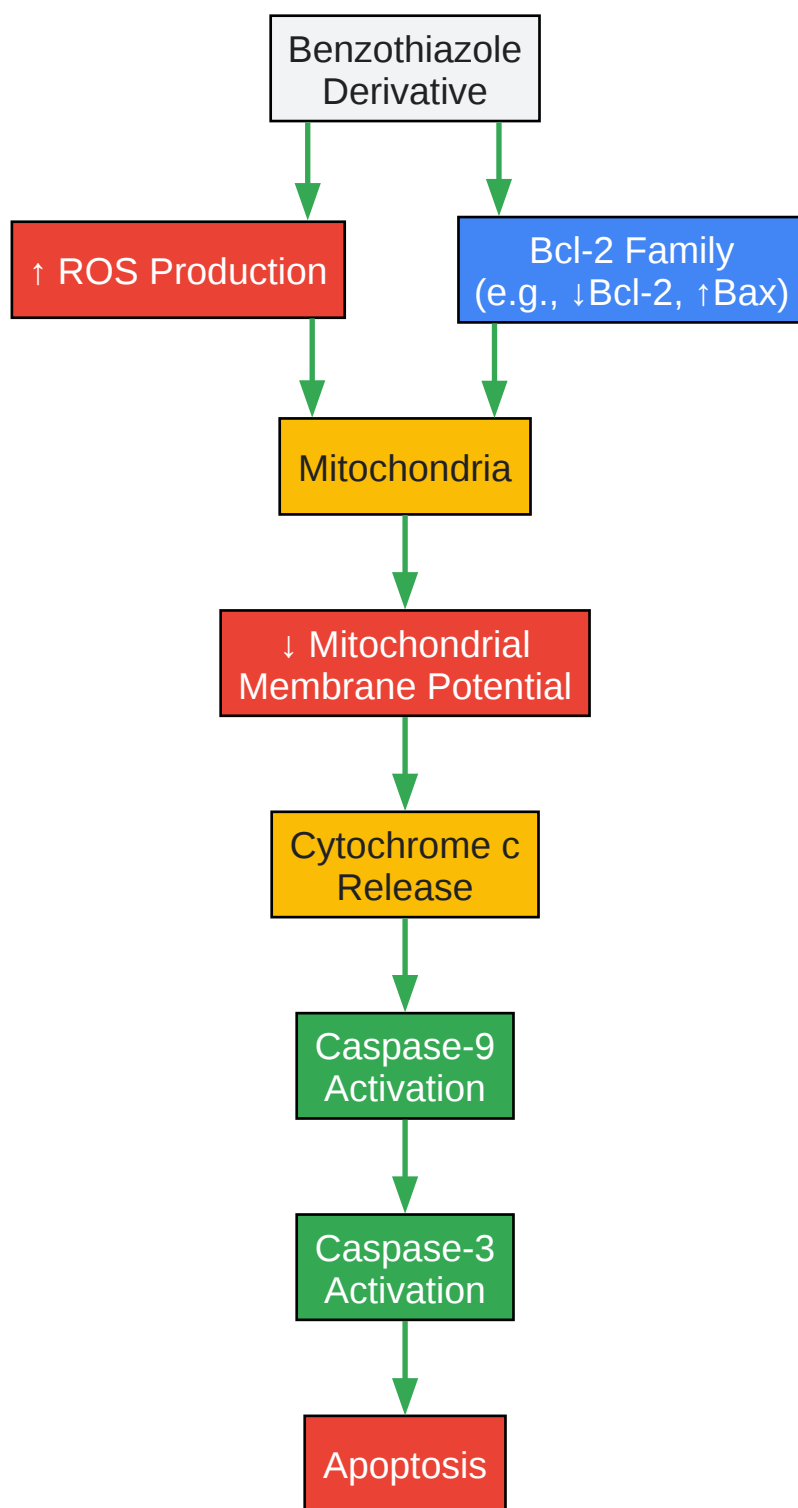 Benzothiazole
Derivative
↑ ROS Production
Bcl-2 Family
(e.g., ↓Bcl-2, ↑Bax)
Mitochondria
↓ Mitochondrial
Membrane Potential
Cytochrome c
Release
Caspase-9
Activation
Caspase-3
Activation
Apoptosis